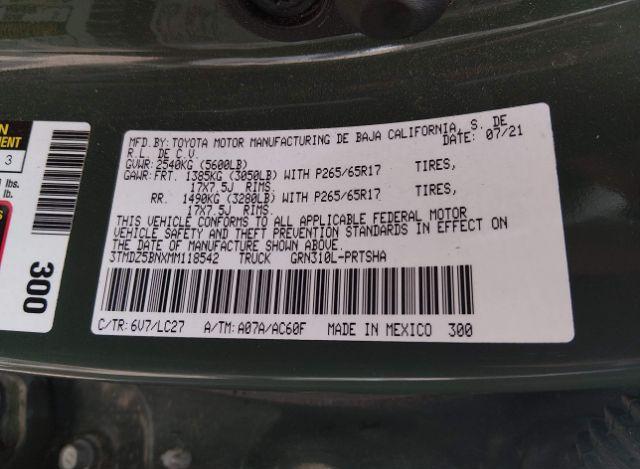 MFD.BY:TOYOTA MOTOR MANUFACTURING DE BAJA CALIFORNIA, S. DE
R.L. DE C.V. DATE: 07/21
GVWR: 2540KG (5600LB)
GAWR:FRT. 1385KG (3050LB) WITH P265/65R17 TIRES,
17X7.5J RIMS.
RR. 1490KG (3280LB) WITH P265/65R17 TIRES,
17X7.5J RIMS.
THIS VEHICLE CONFORMS TO ALL APPLICABLE FEDERAL MOTOR
VEHICLE SAFETY AND THEFT PREVENTION STANDARDS IN EFFECT ON
THE DATE OF MANUFACTURE SHOWN ABOVE.
3TMDZ5BNXMM118542 TRUCK GRN310L-PRTSHA
C/TR: 6V7/LC27 A/TM: A07A/AC60F MADE IN MEXICO 300
3
lbs.
lb.
300